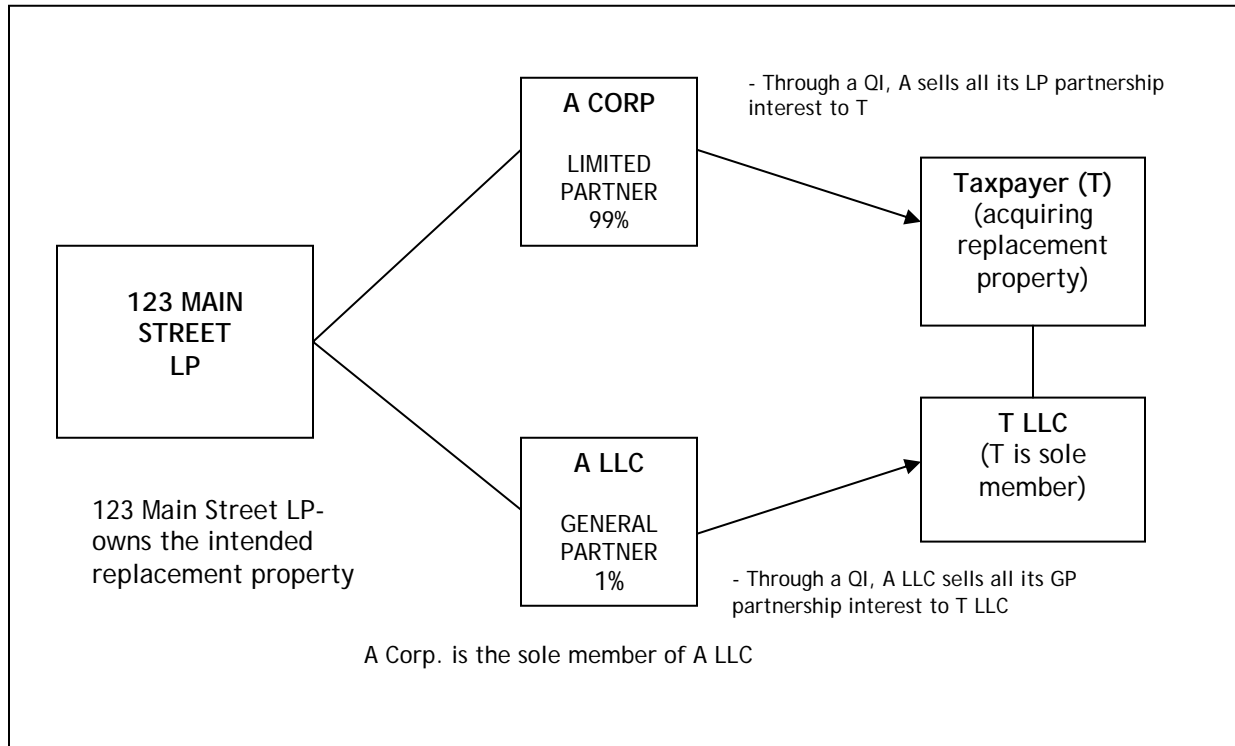 123 MAIN
STREET
LP
123 Main Street LP-
owns the intended
replacement property
A CORP
LIMITED
PARTNER
99%
- Through a QI, A sells all its LP partnership
interest to T
Taxpayer (T)
(acquiring
replacement
property)
A LLC
GENERAL
PARTNER
1%
T LLC
(T is sole
member)
- Through a QI, A LLC sells all its GP
partnership interest to T LLC
A Corp. is the sole member of A LLC